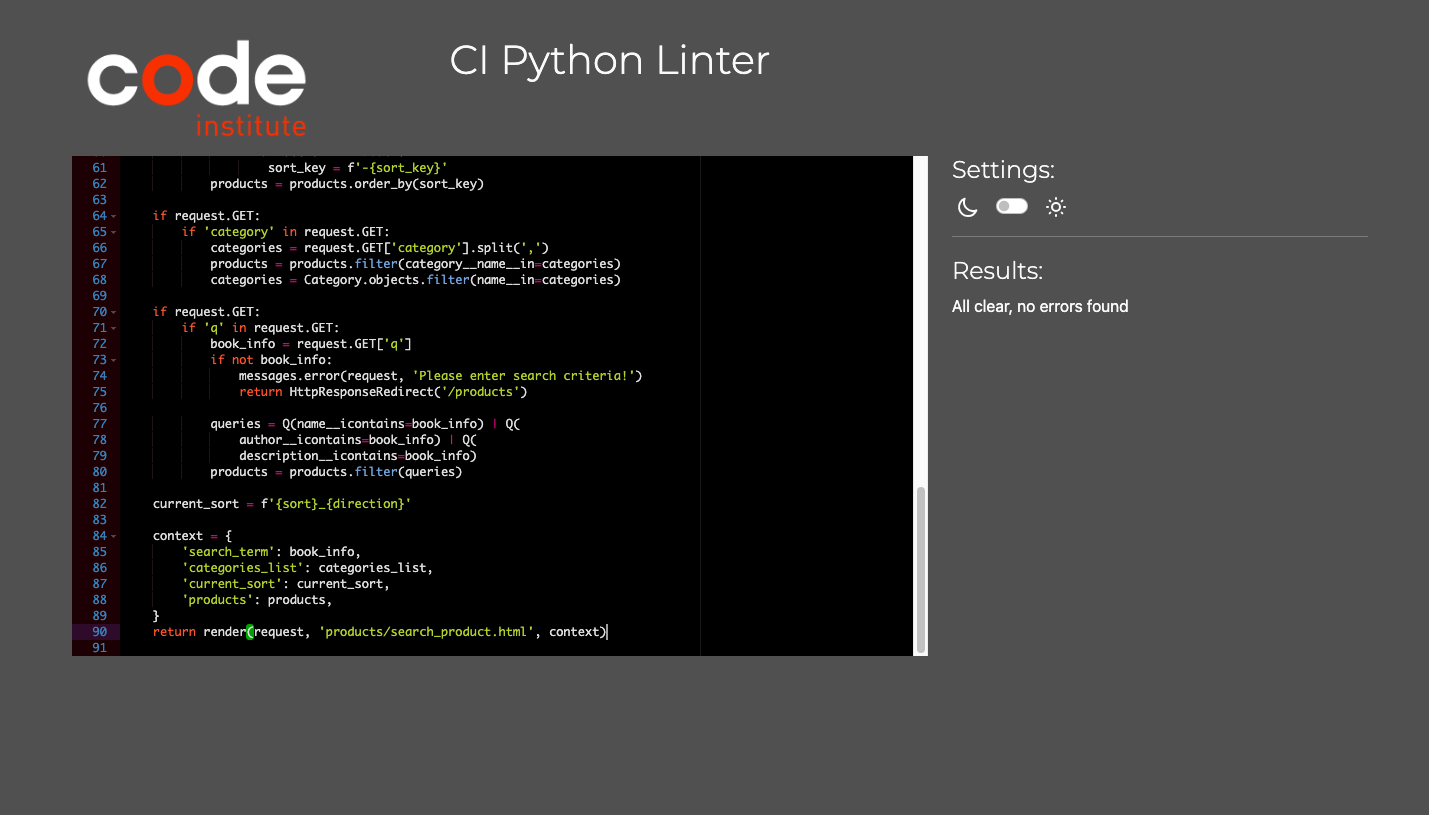 code
institute
CI Python Linter
61 sort_key = f'-{sort_key}'
62 products = products.order_by(sort_key)
63
64 if request.GET:
65 if 'category' in request.GET:
66 categories = request.GET['category'].split(',')
67 products = products.filter(category__name__in=categories)
68 categories = Category.objects.filter(name__in=categories)
69
70 if request.GET:
71 if 'q' in request.GET:
72 book_info = request.GET['q']
73 if not book_info:
74 messages.error(request, 'Please enter search criteria!')
75 return HttpResponseRedirect('/products')
76
77 queries = Q(name__icontains=book_info) | Q(
78 author__icontains=book_info) | Q(
79 description__icontains=book_info)
80 products = products.filter(queries)
81
82 current_sort = f'{sort}_{direction}'
83
84 context = {
85 'search_term': book_info,
86 'categories_list': categories_list,
87 'current_sort': current_sort,
88 'products': products,
89 }
90 return render(request, 'products/search_product.html', context)
91
Settings:
Results:
All clear, no errors found